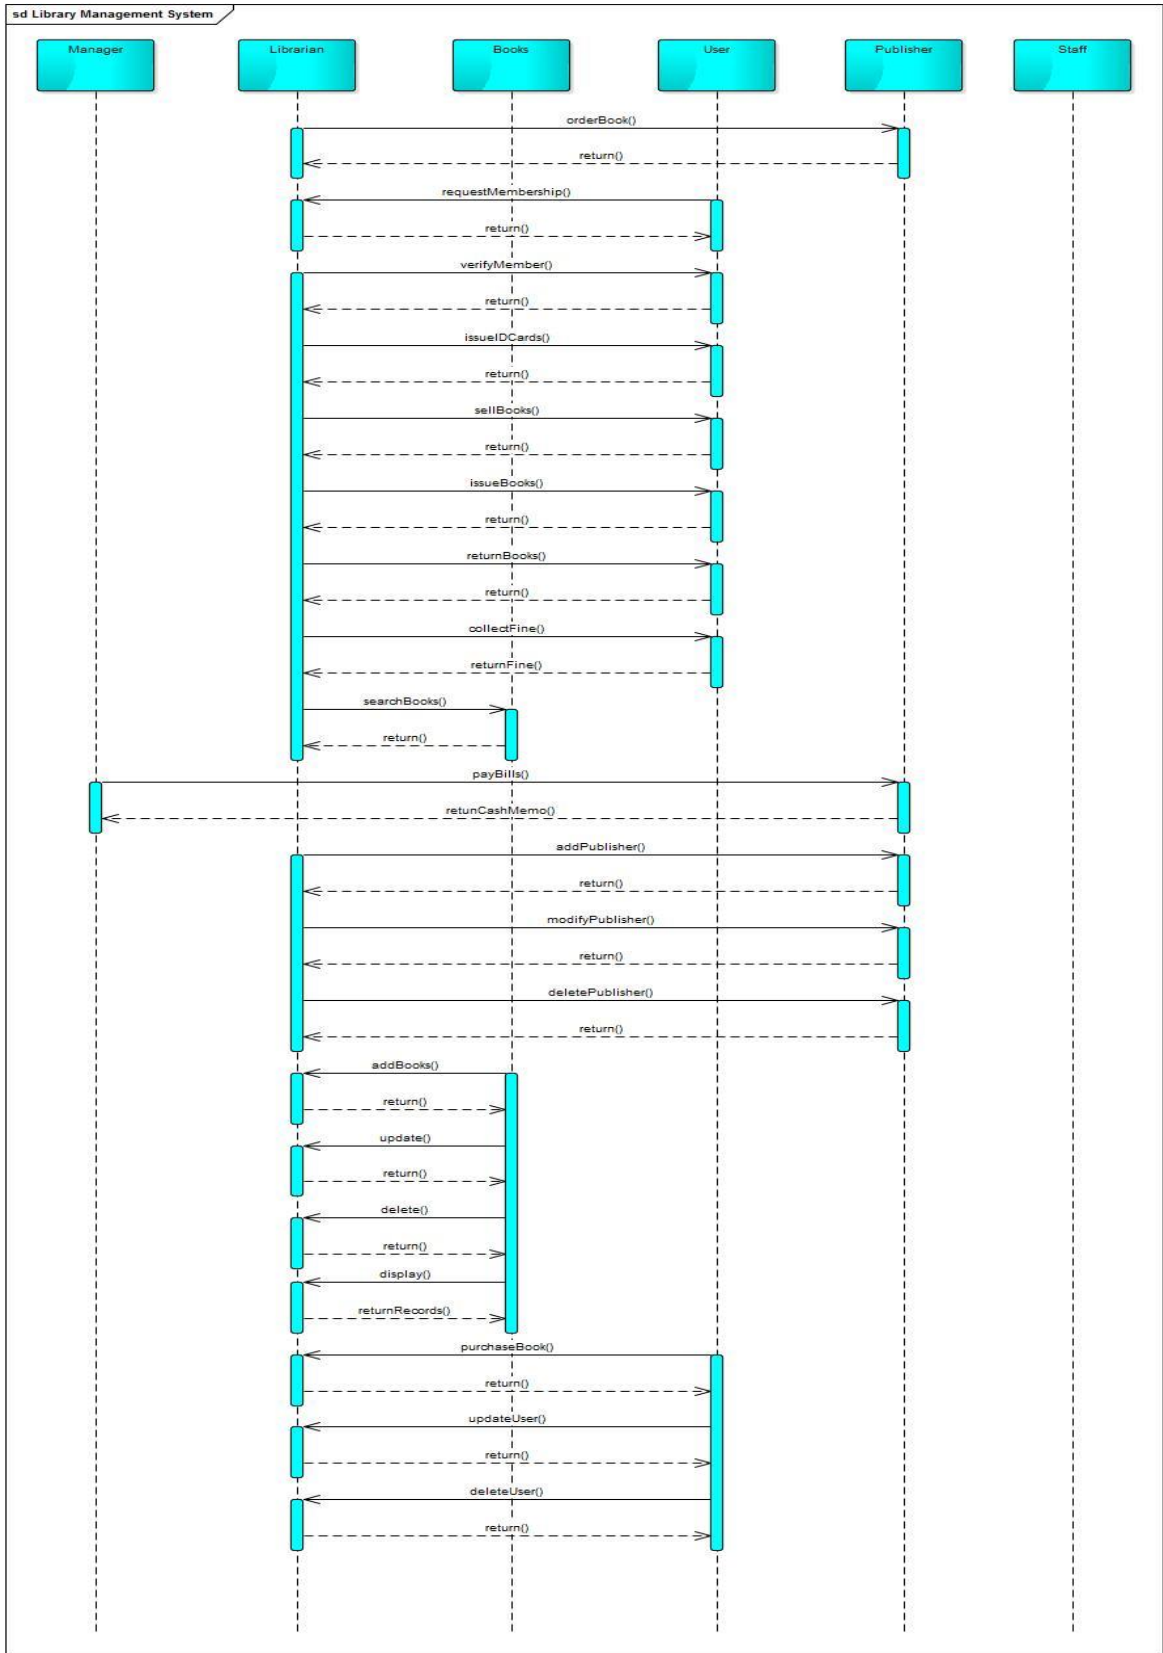 sd Library Management System
Manager
Librarian
Books
User
Publisher
Staff
orderBook()
return()
requestMembership()
return()
verifyMember()
return()
issueIDCards()
return()
sellBooks()
return()
issueBooks()
return()
returnBooks()
return()
collectFine()
returnFine()
searchBooks()
return()
payBills()
retunCashMemo()
addPublisher()
return()
modifyPublisher()
return()
deletePublisher()
return()
addBooks()
return()
update()
return()
delete()
return()
display()
returnRecords()
purchaseBook()
return()
updateUser()
return()
deleteUser()
return()